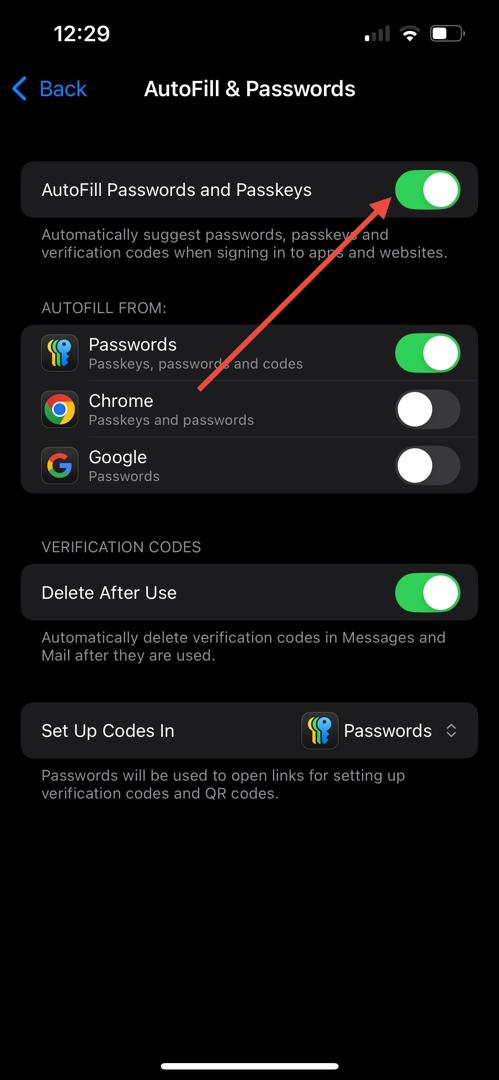 12:29
Back
AutoFill & Passwords
AutoFill Passwords and Passkeys
Automatically suggest passwords, passkeys and
verification codes when signing in to apps and websites.
AUTOFILL FROM:
Passwords
Passkeys, passwords and codes
Chrome
Passkeys and passwords
Google
Passwords
VERIFICATION CODES
Delete After Use
Automatically delete verification codes in Messages and
Mail after they are used.
Set Up Codes In
Passwords
Passwords will be used to open links for setting up
verification codes and QR codes.